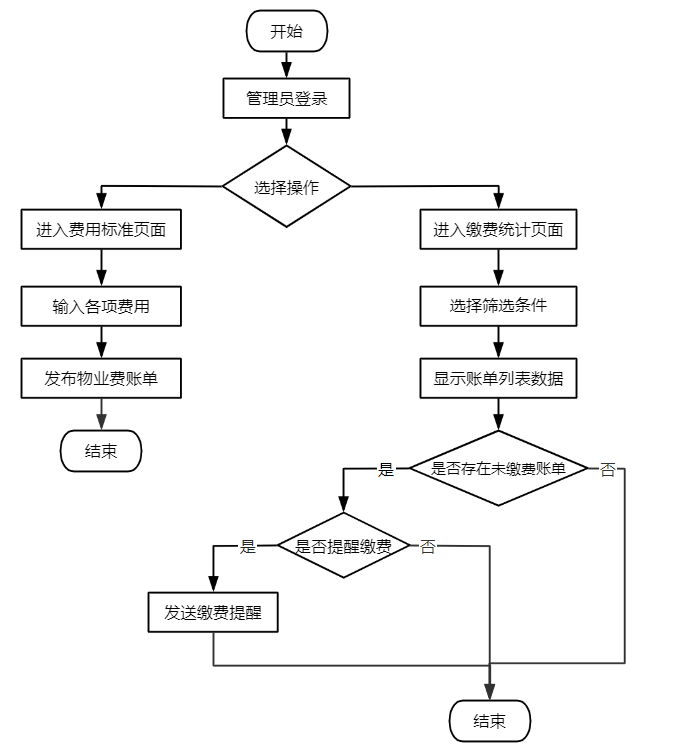 开始
管理员登录
选择操作
进入费用标准页面
进入缴费统计页面
输入各项费用
选择筛选条件
发布物业费账单
显示账单列表数据
结束
是
是否存在未缴费账单
否
是
是否提醒缴费
否
发送缴费提醒
结束